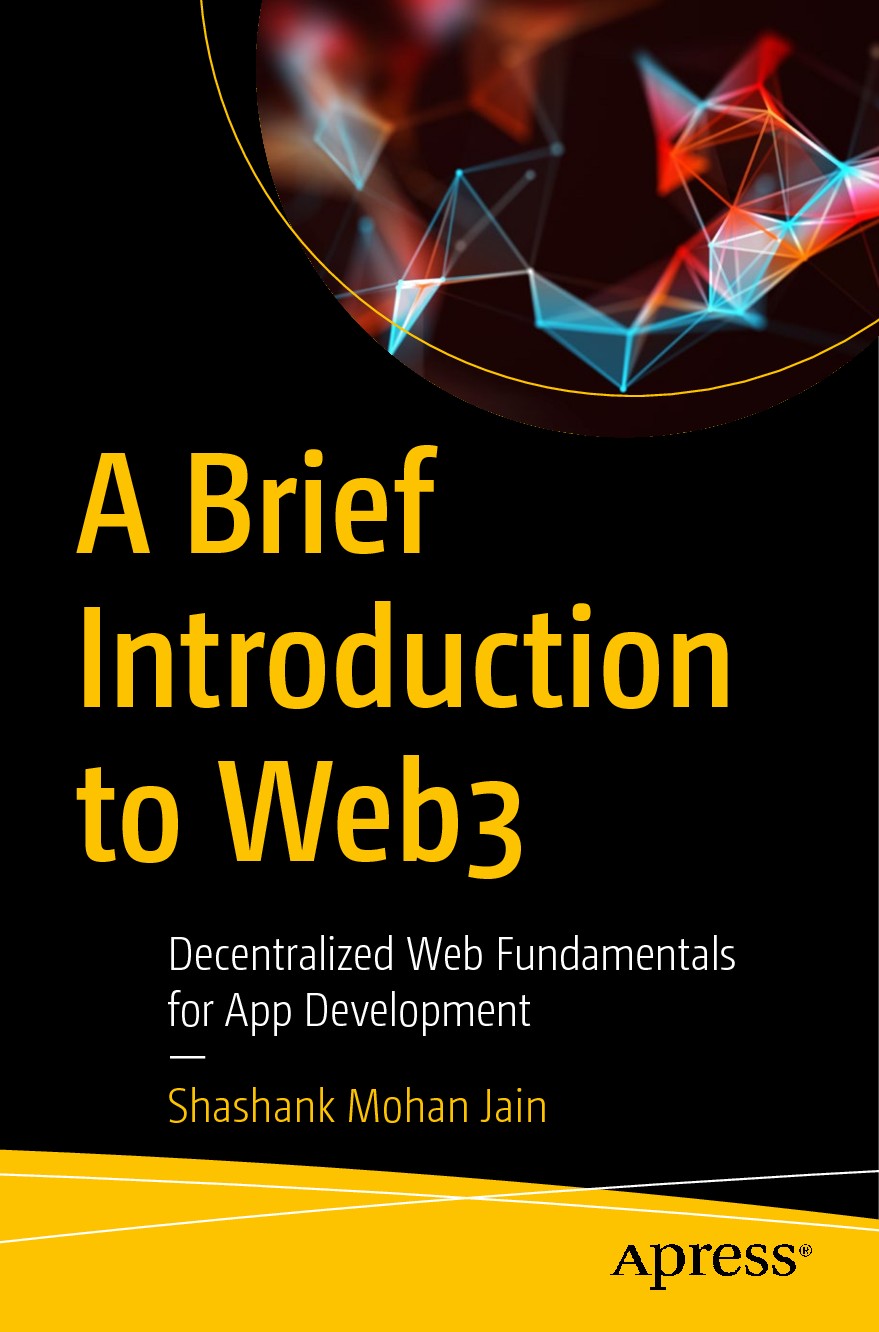 A Brief
Introduction
to Web3
Decentralized Web Fundamentals
for App Development
—
Shashank Mohan Jain
Apress®